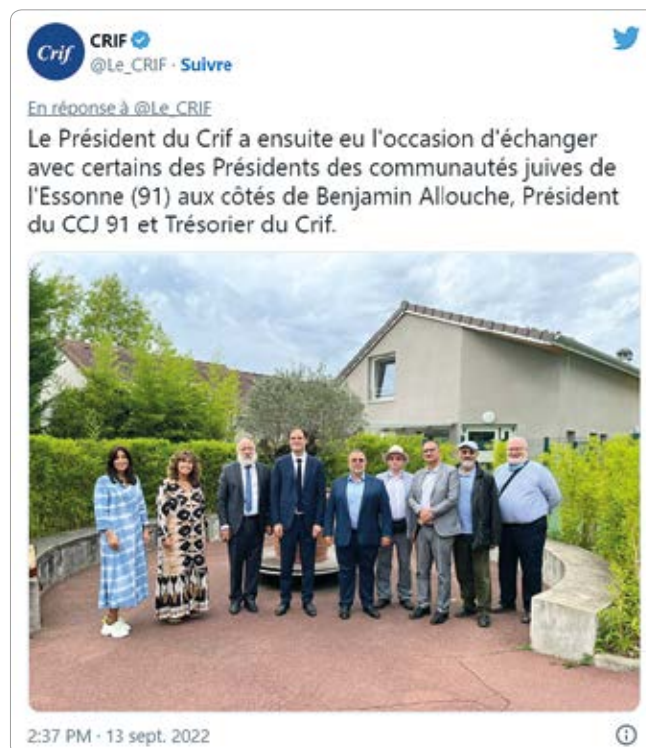 Crif
CRIF
@Le_CRIF · Suivre
En réponse à @Le_CRIF
Le Président du Crif a ensuite eu l'occasion d'échanger
avec certains des Présidents des communautés juives de
l'Essonne (91) aux côtés de Benjamin Allouche, Président
du CCJ 91 et Trésorier du Crif.
2:37 PM · 13 sept. 2022